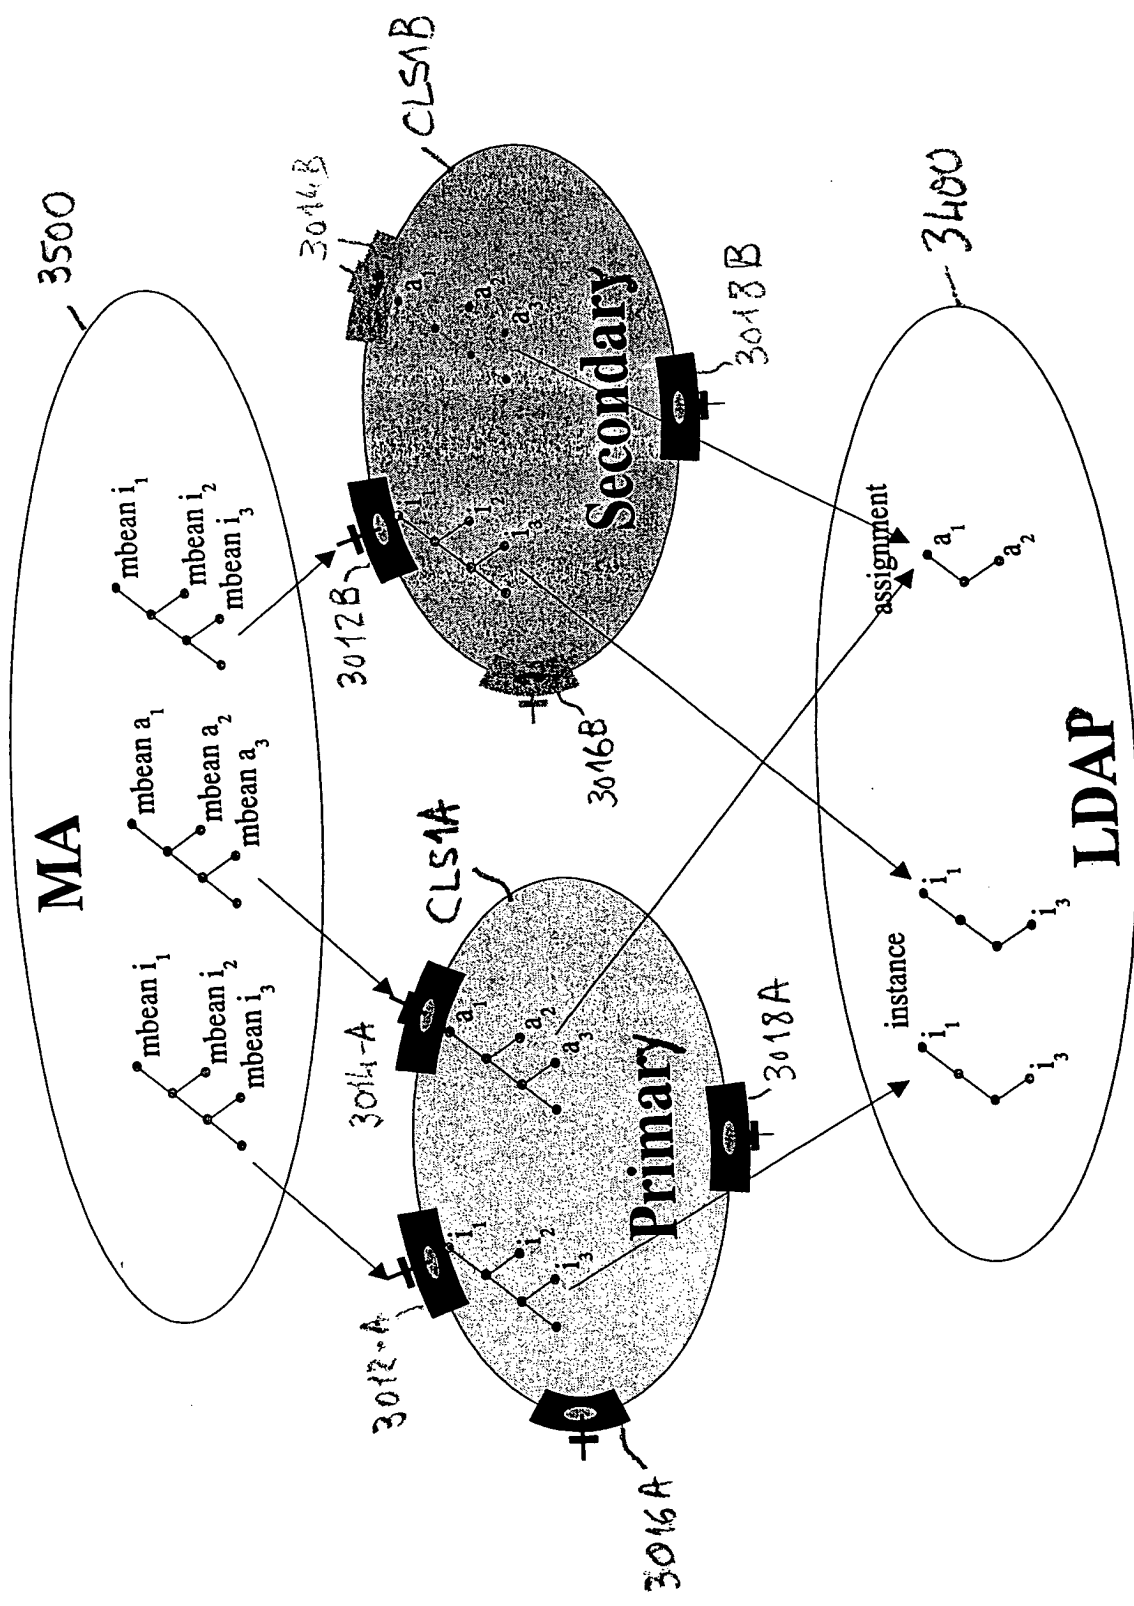 MA
3500
mbean i1
mbean i2
mbean i3
mbean a1
mbean a2
mbean a3
mbean i1
mbean i2
mbean i3
3012-A
3014-A
CLS1A
3012B
3014B
CLS1B
i1
i2
i3
a1
a2
a3
Primary
3016A
3018A
i1
i2
i3
a
a2
a3
Secondary
3016B
3018B
instance
i1
i3
i1
i3
assignment
a1
a2
LDAP
3400